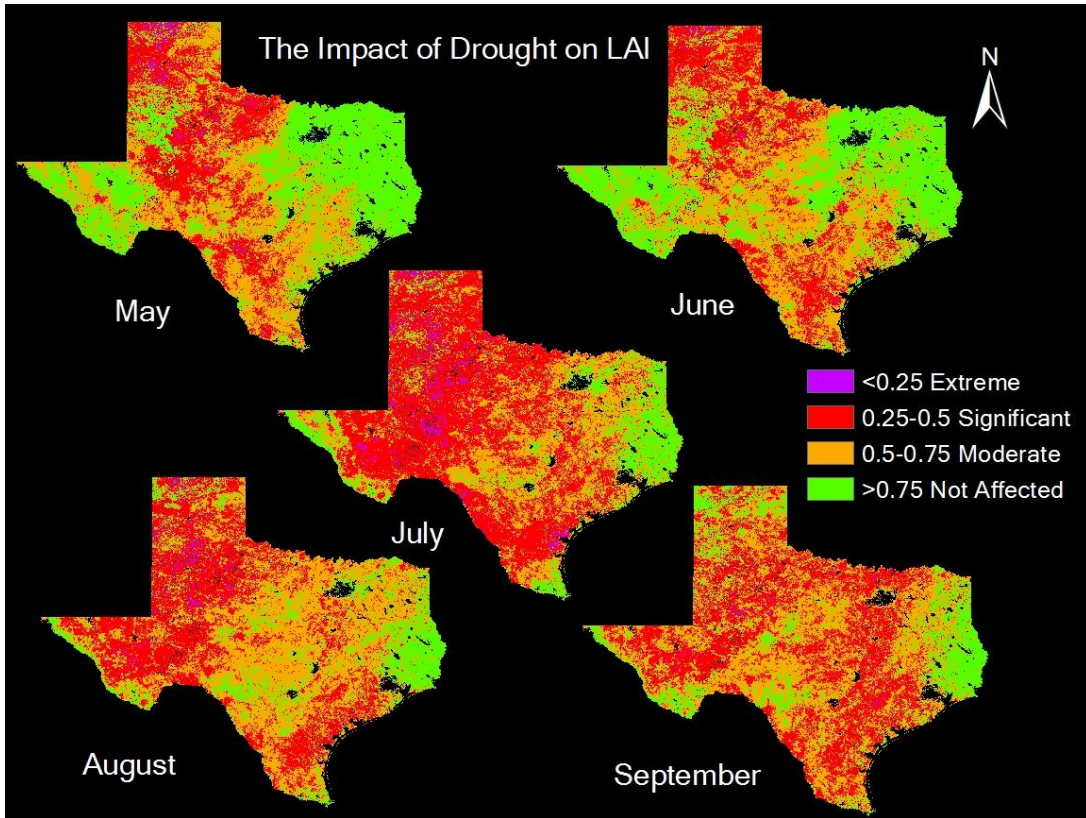 The Impact of Drought on LAI
N
May
June
<0.25 Extreme
0.25-0.5 Significant
0.5-0.75 Moderate
>0.75 Not Affected
July
August
September